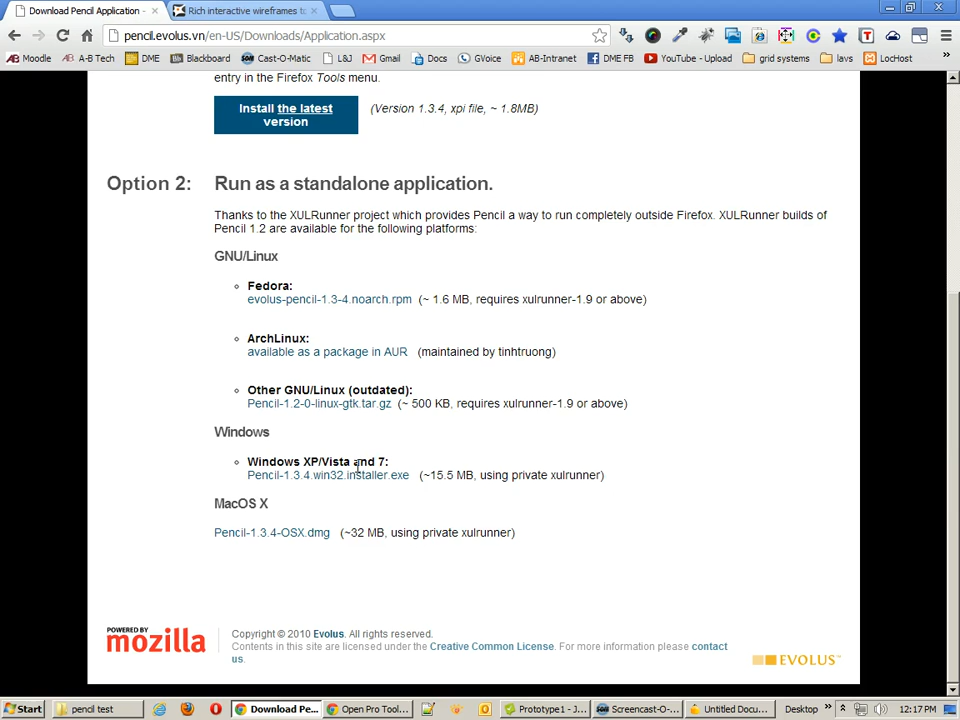 Download Pencil Application -
Rich interactive wireframes to
pencil.evolus.vn/en-US/Downloads/Application.aspx
Moodle
A-B Tech
DME
Blackboard
Cast-O-Matic
L&J
Gmail
Docs
GVoice
AB-Intranet
DME FB
YouTube - Upload
grid systems
lavs
LocHost
entry in the Firefox Tools menu.
Install the latest
version
(Version 1.3.4, xpi file, ~ 1.8MB)
Option 2: Run as a standalone application.
Thanks to the XULRunner project which provides Pencil a way to run completely outside Firefox. XULRunner builds of
Pencil 1.2 are available for the following platforms:
GNU/Linux
Fedora:
evolus-pencil-1.3-4.noarch.rpm (~ 1.6 MB, requires xulrunner-1.9 or above)
ArchLinux:
available as a package in AUR (maintained by tinhtruong)
Other GNU/Linux (outdated):
Pencil-1.2-0-linux-gtk.tar.gz (~ 500 KB, requires xulrunner-1.9 or above)
Windows
Windows XP/Vista and 7:
Pencil-1.3.4.win32.installer.exe (~15.5 MB, using private xulrunner)
MacOS X
Pencil-1.3.4-OSX.dmg (~32 MB, using private xulrunner)
POWERED BY
mozilla
Copyright © 2010 Evolus. All rights reserved.
Contents in this site are licensed under the Creative Common License. For more information please contact
us.
EVOLUS™
Start
pencil test
Download Pe...
Open Pro Tool...
Prototype1 - J...
Screencast-O-...
Untitled Docu...
Desktop
12:17 PM